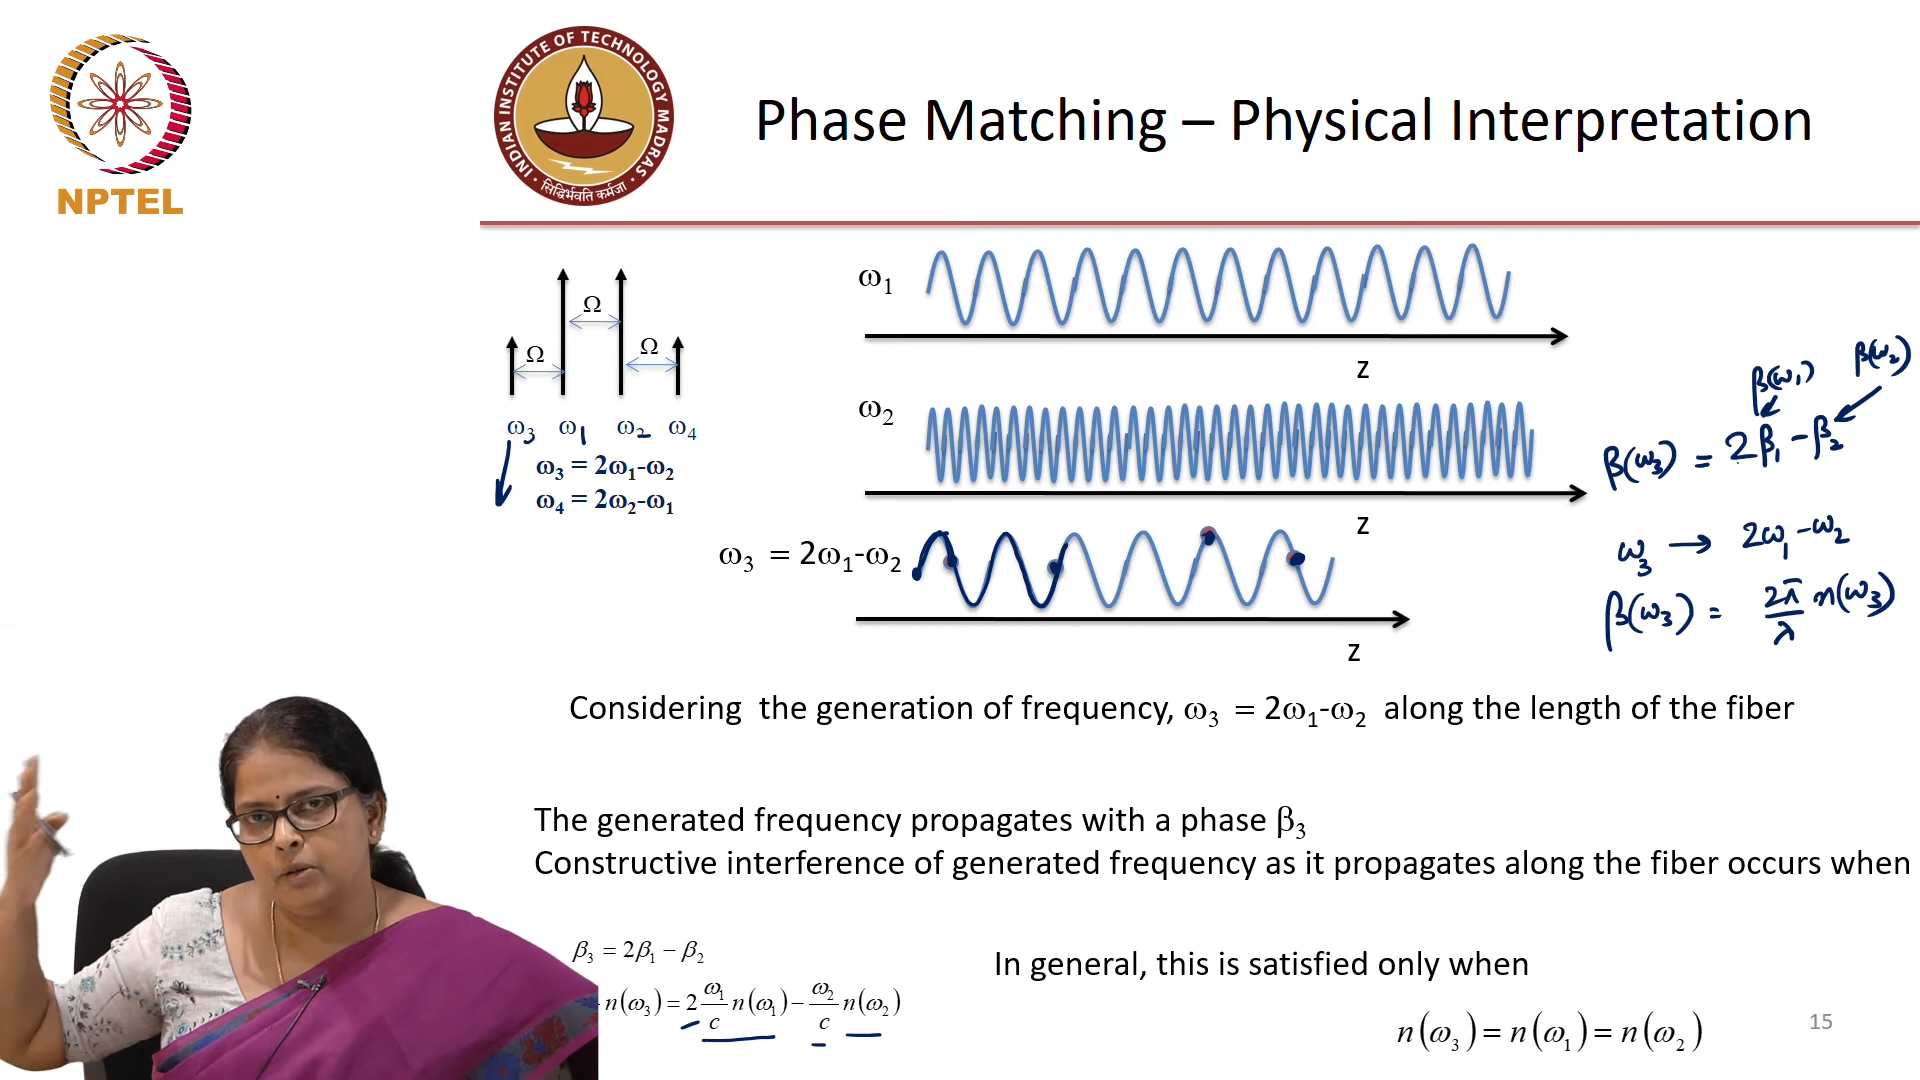 NPTEL
INDIAN INSTITUTE OF TECHNOLOGY MADRAS
सिद्धिर्भवति कर्मजा
Phase Matching – Physical Interpretation
Ω
Ω
Ω
ω3 ω1 ω2 ω4
ω3 = 2ω1-ω2
ω4 = 2ω2-ω1
ω1
z
ω2
z
ω3 = 2ω1-ω2
z
β(ω1) β(ω2)
β(ω3) = 2β1 - β2
ω3 → 2ω1 - ω2
β(ω3) = 2π/λ n(ω3)
Considering the generation of frequency, ω3 = 2ω1-ω2 along the length of the fiber
The generated frequency propagates with a phase β3
Constructive interference of generated frequency as it propagates along the fiber occurs when
β3 = 2β1 − β2
n(ω3) = 2 ω1/c n(ω1) − ω2/c n(ω2)
In general, this is satisfied only when
n(ω3) = n(ω1) = n(ω2)
15